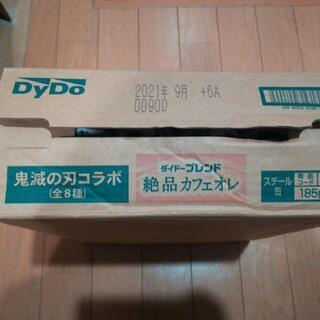 DyDo
2021年 9月 +6A
0090D
鬼滅の刃コラボ
(全8種)
ダイドーブレンド
絶品カフェオレ
スチール
缶
185g